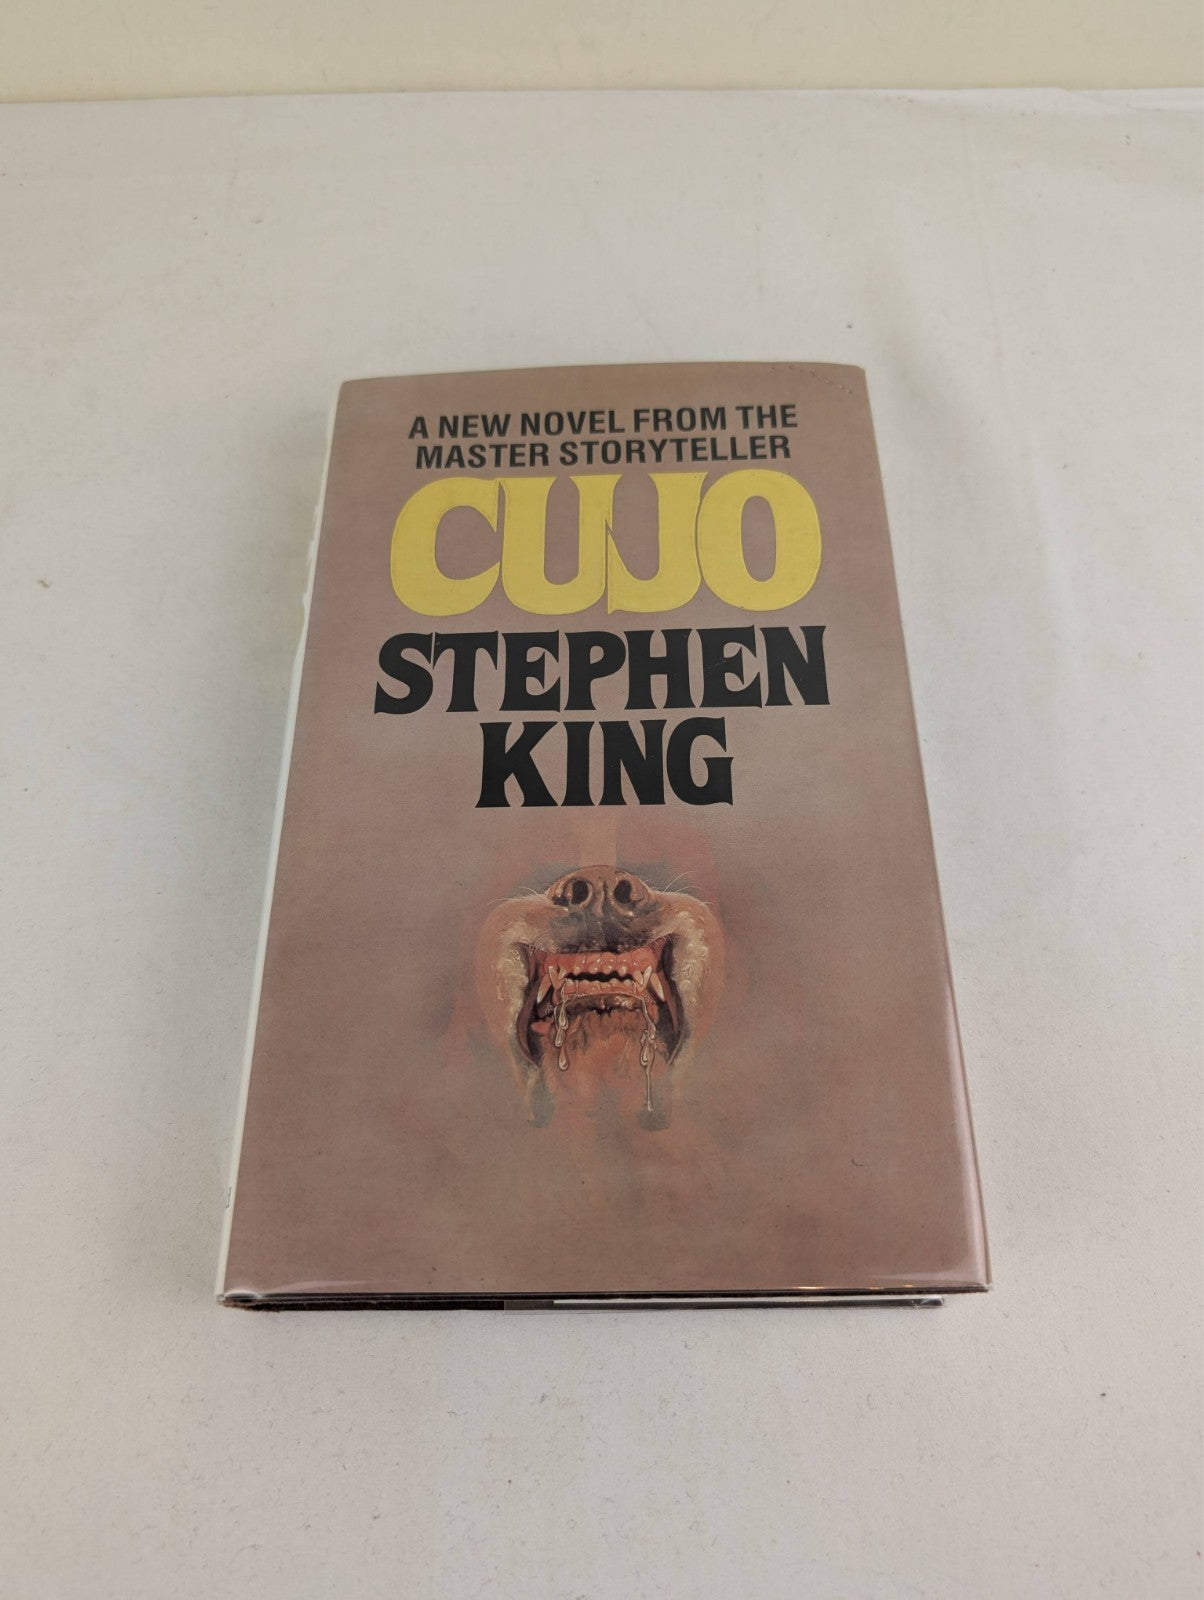 A NEW NOVEL FROM THE
MASTER STORYTELLER
CUJO
STEPHEN
KING